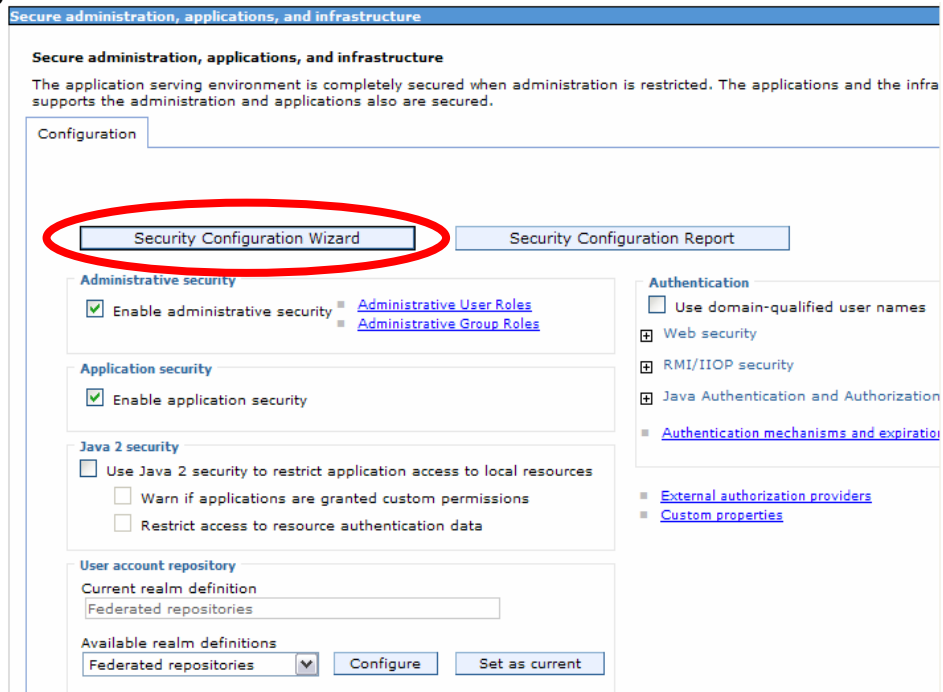 Secure administration, applications, and infrastructure
Secure administration, applications, and infrastructure
The application serving environment is completely secured when administration is restricted. The applications and the infra
supports the administration and applications also are secured.
Configuration
Security Configuration Wizard
Security Configuration Report
Administrative security
Enable administrative security
Administrative User Roles
Administrative Group Roles
Application security
Enable application security
Java 2 security
Use Java 2 security to restrict application access to local resources
Warn if applications are granted custom permissions
Restrict access to resource authentication data
User account repository
Current realm definition
Federated repositories
Available realm definitions
Federated repositories
Configure
Set as current
Authentication
Use domain-qualified user names
Web security
RMI/IIOP security
Java Authentication and Authorization
Authentication mechanisms and expiration
External authorization providers
Custom properties